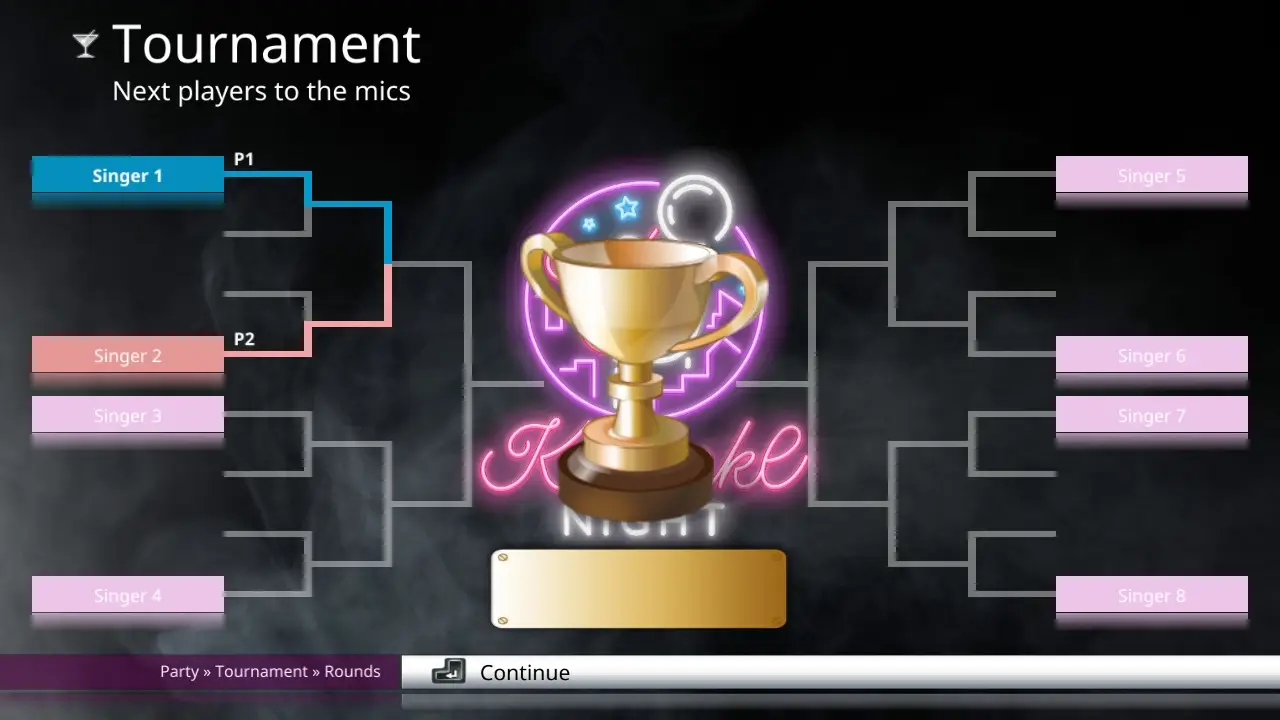 Tournament
Next players to the mics
P1
Singer 1
P2
Singer 2
Singer 3
Singer 4
Singer 5
Singer 6
Singer 7
Singer 8
NIGHT
Party » Tournament » Rounds
Continue